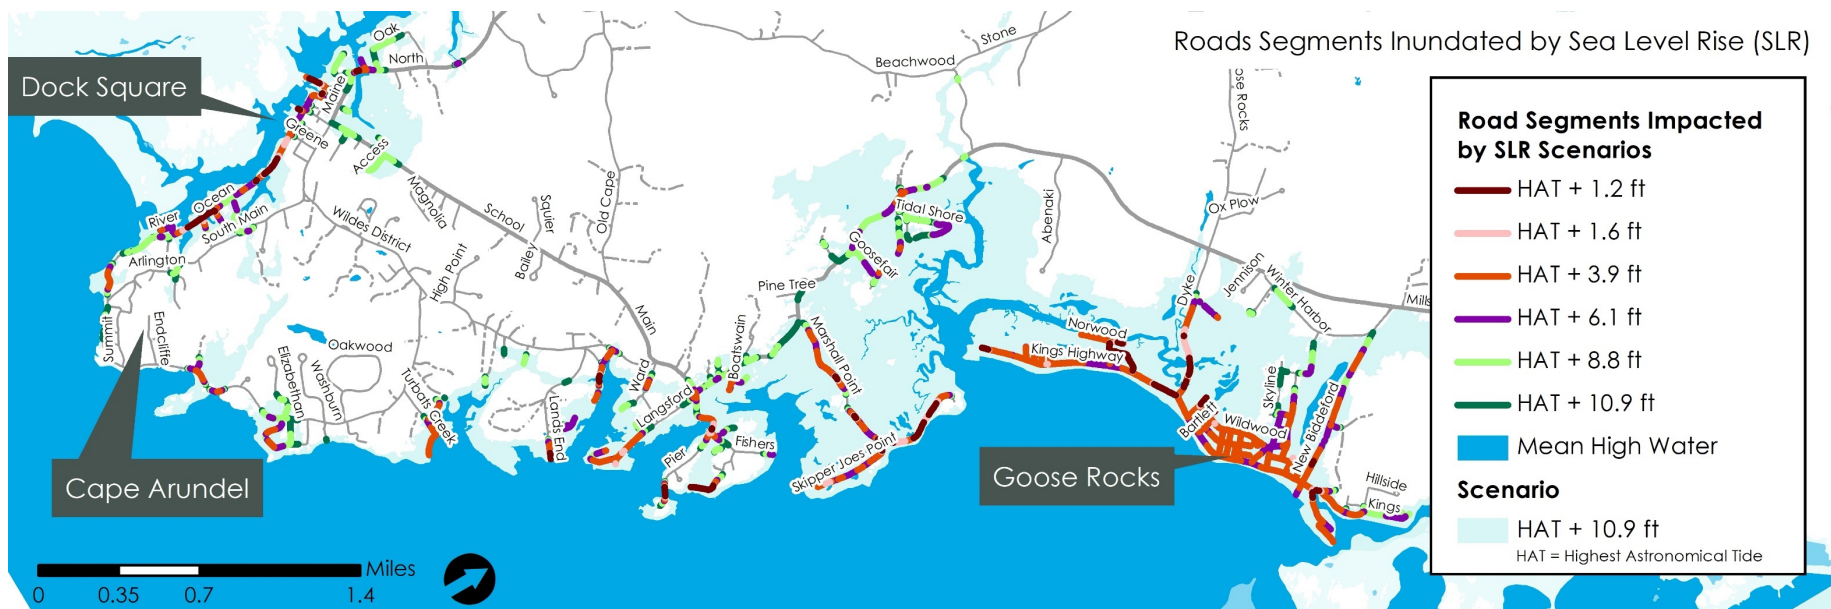 Roads Segments Inundated by Sea Level Rise (SLR)
Dock Square
Cape Arundel
Goose Rocks
Oak
North
Maine
Greene
Access
Ocean
River
South Main
Arlington
Summit
Endcliffe
Wildes District
Magnolia
School
Squier
Bailey
High Point
Old Cape
Beachwood
Stone
Elizabethan
Washburn
Oakwood
Turbats Creek
Lands End
Main
Ward
Langsford
Boatswain
Pine Tree
Pier
Fishers
Marshall Point
Skipper Joes Point
Tidal Shore
Goosefair
Abenaki
ose Rocks
Ox Plow
Dyke
Jennison
Winter Harbor
Mills
Norwood
Kings Highway
Bartlett
Wildwood
Skyline
New Biddeford
Hillside
Kings
Road Segments Impacted
by SLR Scenarios
HAT + 1.2 ft
HAT + 1.6 ft
HAT + 3.9 ft
HAT + 6.1 ft
HAT + 8.8 ft
HAT + 10.9 ft
Mean High Water
Scenario
HAT + 10.9 ft
HAT = Highest Astronomical Tide
Miles
0 0.35 0.7 1.4